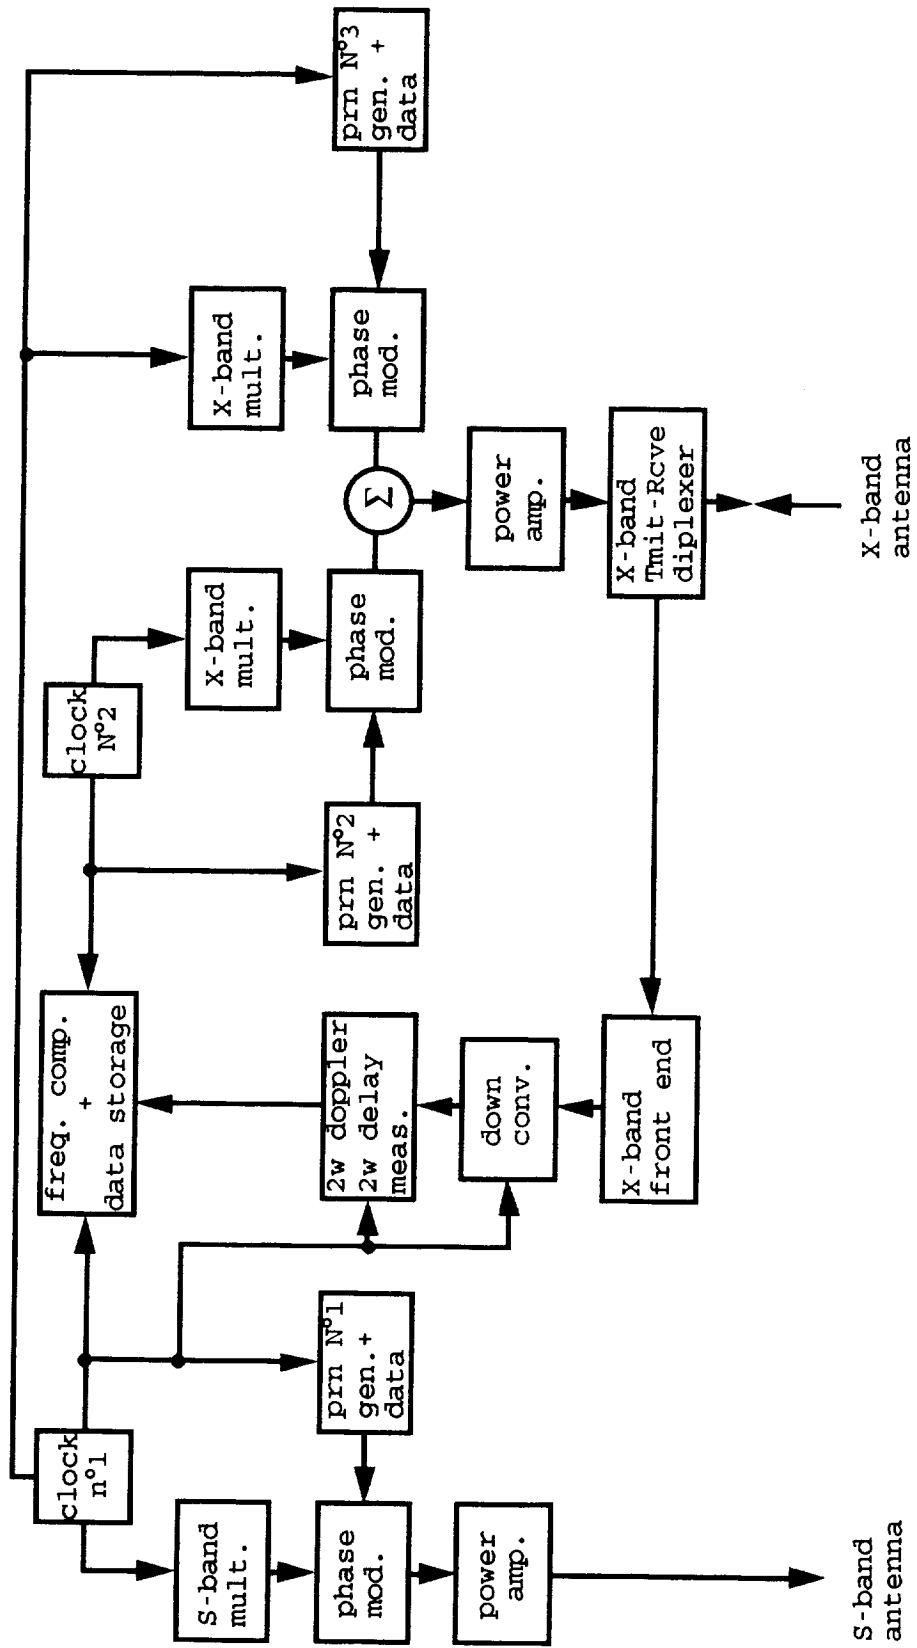 clock
n°1
freq. comp.
+
data storage
clock
N°2
S-band
mult.
X-band
mult.
X-band
mult.
phase
mod.
prn N°1
gen.+
data
2w doppler
2w delay
meas.
prn N°2
gen. +
data
phase
mod.
Σ
phase
mod.
prn N°3
gen. +
data
power
amp.
down
conv.
power
amp.
X-band
front end
X-band
Tmit-Rcve
diplexer
S-band
antenna
X-band
antenna